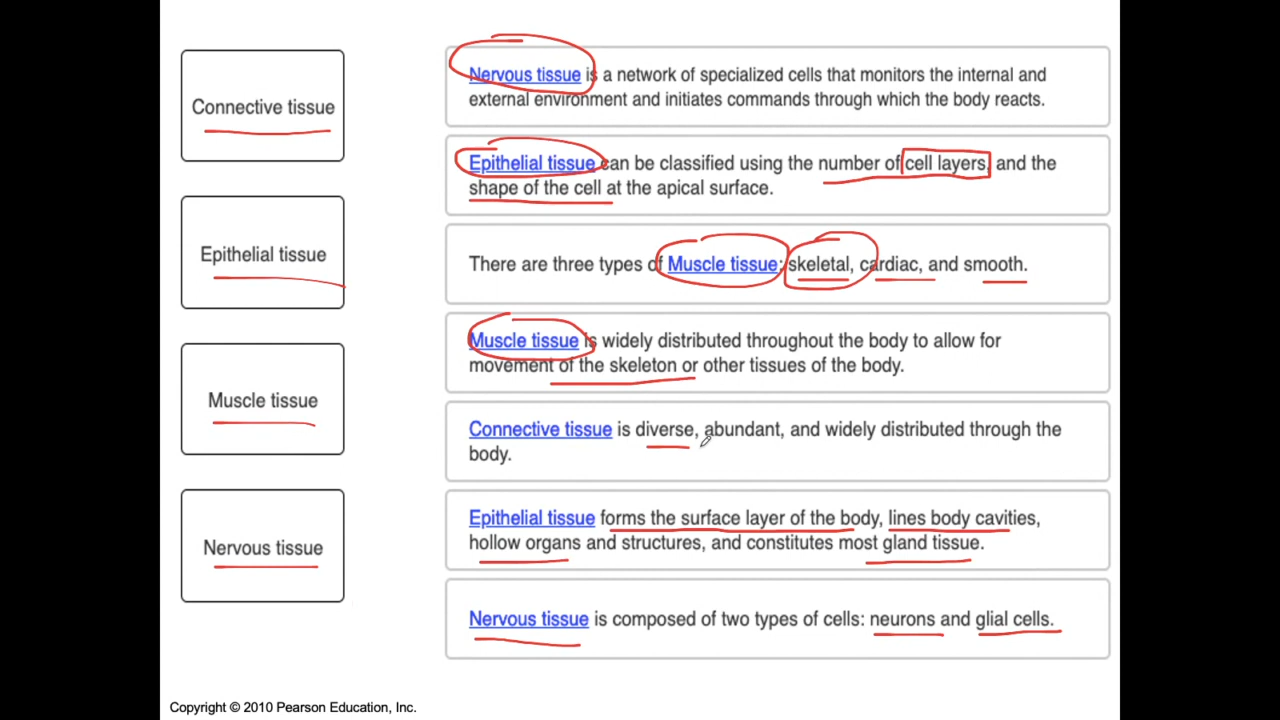 Connective tissue
Epithelial tissue
Muscle tissue
Nervous tissue
Nervous tissue is a network of specialized cells that monitors the internal and
external environment and initiates commands through which the body reacts.
Epithelial tissue can be classified using the number of cell layers, and the
shape of the cell at the apical surface.
There are three types of Muscle tissue: skeletal, cardiac, and smooth.
Muscle tissue is widely distributed throughout the body to allow for
movement of the skeleton or other tissues of the body.
Connective tissue is diverse, abundant, and widely distributed through the
body.
Epithelial tissue forms the surface layer of the body, lines body cavities,
hollow organs and structures, and constitutes most gland tissue.
Nervous tissue is composed of two types of cells: neurons and glial cells.
Copyright © 2010 Pearson Education, Inc.